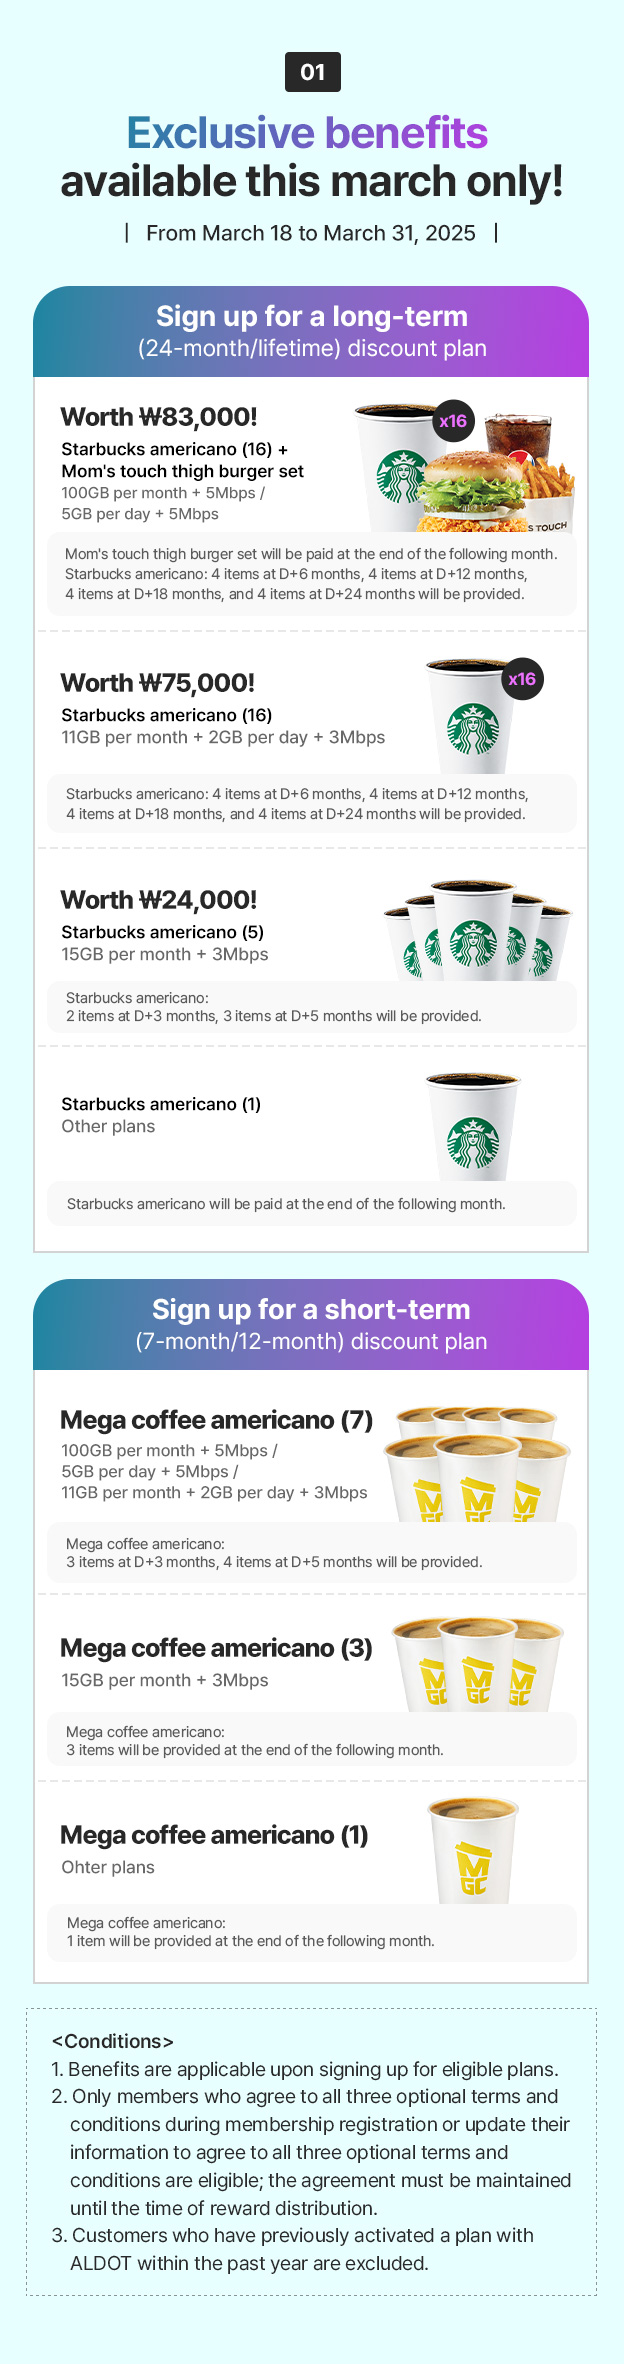 01
Exclusive benefits
available this march only!
| From March 18 to March 31, 2025 |
Sign up for a long-term
(24-month/lifetime) discount plan
Worth ₩83,000!
Starbucks americano (16) +
Mom's touch thigh burger set
100GB per month + 5Mbps /
5GB per day + 5Mbps
x16
S TOUCH
Mom's touch thigh burger set will be paid at the end of the following month.
Starbucks americano: 4 items at D+6 months, 4 items at D+12 months,
4 items at D+18 months, and 4 items at D+24 months will be provided.
Worth ₩75,000!
Starbucks americano (16)
11GB per month + 2GB per day + 3Mbps
x16
Starbucks americano: 4 items at D+6 months, 4 items at D+12 months,
4 items at D+18 months, and 4 items at D+24 months will be provided.
Worth ₩24,000!
Starbucks americano (5)
15GB per month + 3Mbps
Starbucks americano:
2 items at D+3 months, 3 items at D+5 months will be provided.
Starbucks americano (1)
Other plans
Starbucks americano will be paid at the end of the following month.
Sign up for a short-term
(7-month/12-month) discount plan
Mega coffee americano (7)
100GB per month + 5Mbps /
5GB per day + 5Mbps /
11GB per month + 2GB per day + 3Mbps
M M M
Mega coffee americano:
3 items at D+3 months, 4 items at D+5 months will be provided.
Mega coffee americano (3)
15GB per month + 3Mbps
MGC MGC MGC
Mega coffee americano:
3 items will be provided at the end of the following month.
Mega coffee americano (1)
Ohter plans
MGC
Mega coffee americano:
1 item will be provided at the end of the following month.
<Conditions>
1. Benefits are applicable upon signing up for eligible plans.
2. Only members who agree to all three optional terms and
conditions during membership registration or update their
information to agree to all three optional terms and
conditions are eligible; the agreement must be maintained
until the time of reward distribution.
3. Customers who have previously activated a plan with
ALDOT within the past year are excluded.